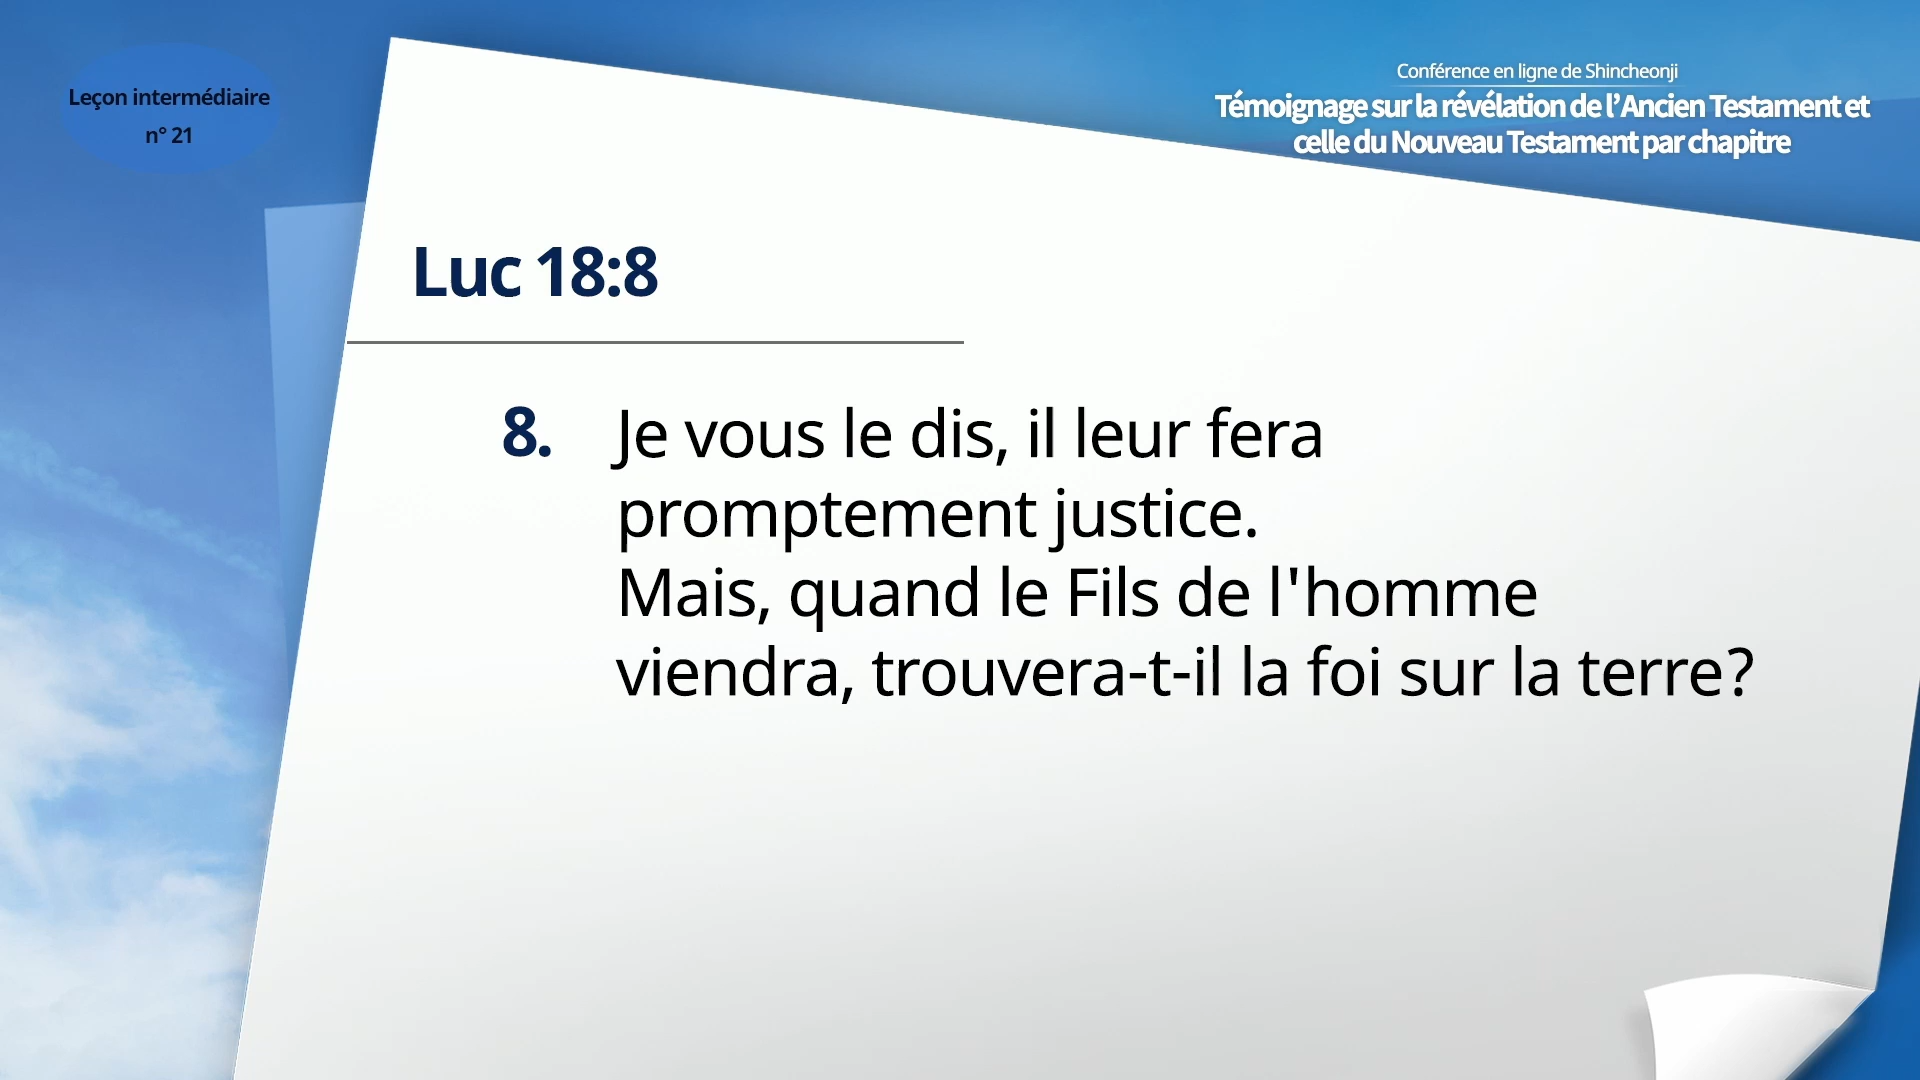 Leçon intermédiaire
n° 21
Conférence en ligne de Shincheonji
Témoignage sur la révélation de l’Ancien Testament et
celle du Nouveau Testament par chapitre
Luc 18:8
8. Je vous le dis, il leur fera
promptement justice.
Mais, quand le Fils de l'homme
viendra, trouvera-t-il la foi sur la terre?